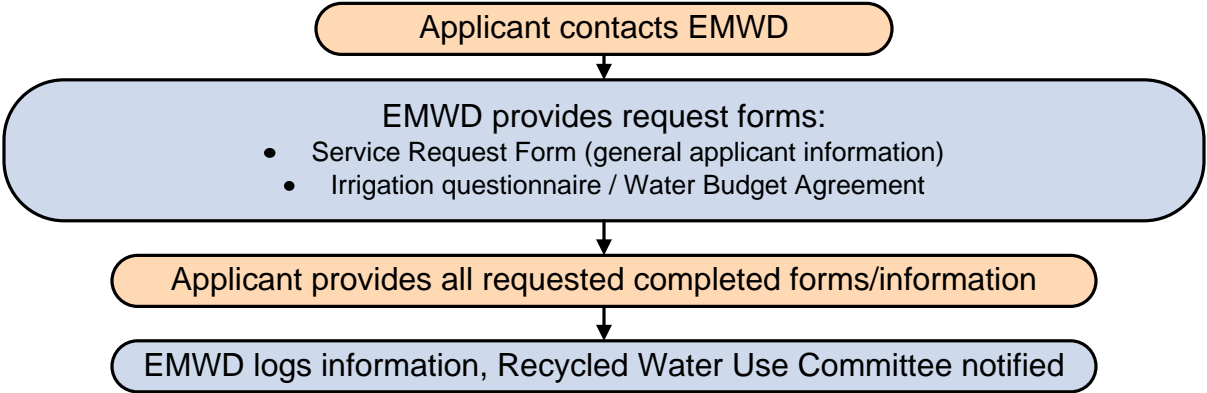 Applicant contacts EMWD
EMWD provides request forms:
• Service Request Form (general applicant information)
• Irrigation questionnaire / Water Budget Agreement
Applicant provides all requested completed forms/information
EMWD logs information, Recycled Water Use Committee notified